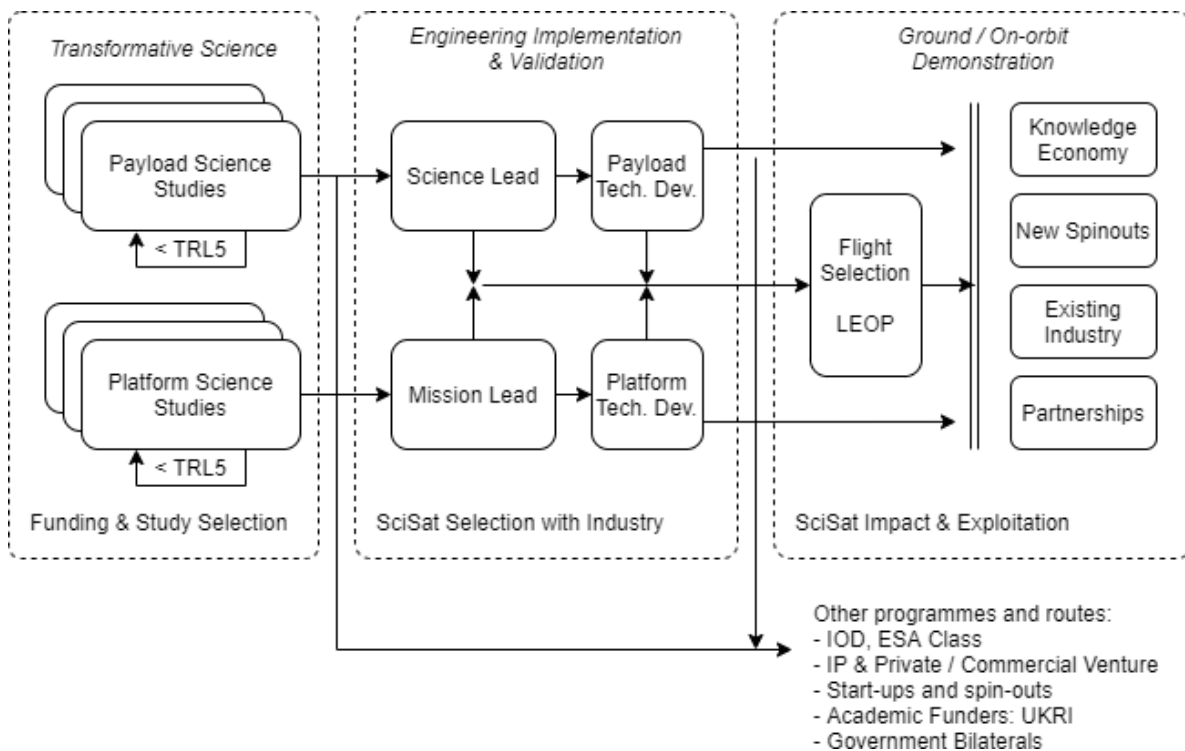 Transformative Science
Payload Science
Studies
< TRL5
Platform Science
Studies
< TRL5
Funding & Study Selection
Engineering Implementation
& Validation
Science Lead
Payload
Tech. Dev.
Mission Lead
Platform
Tech. Dev.
SciSat Selection with Industry
Ground / On-orbit
Demonstration
Flight
Selection
LEOP
Knowledge
Economy
New Spinouts
Existing
Industry
Partnerships
SciSat Impact & Exploitation
Other programmes and routes:
- IOD, ESA Class
- IP & Private / Commercial Venture
- Start-ups and spin-outs
- Academic Funders: UKRI
- Government Bilaterals